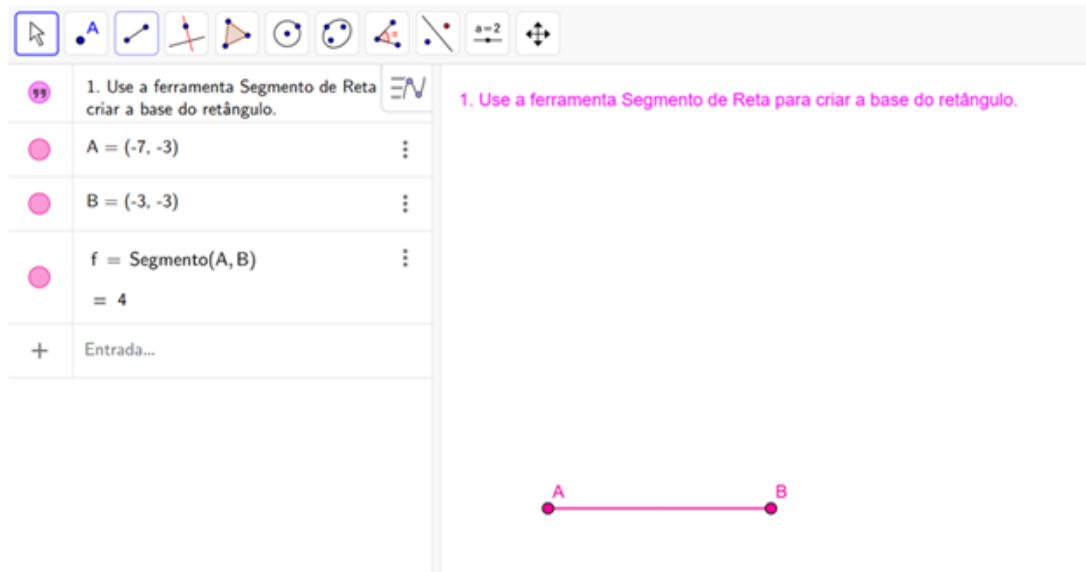 A
a=2
1. Use a ferramenta Segmento de Reta
criar a base do retângulo.
A = (-7, -3)
B = (-3, -3)
f = Segmento(A, B)
= 4
+ Entrada...
1. Use a ferramenta Segmento de Reta para criar a base do retângulo.
A
B